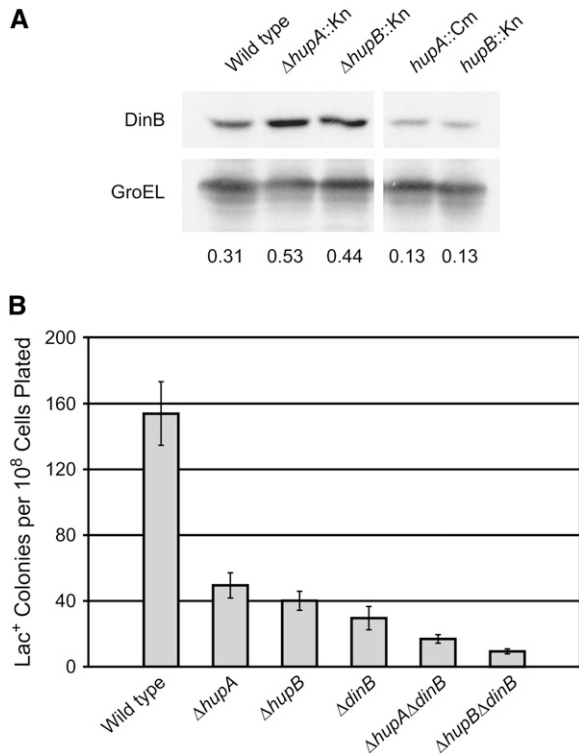 A
Wild type ΔhupA::Kn ΔhupB::Kn hupA::Cm hupB::Kn
DinB
GroEL
0.31 0.53 0.44 0.13 0.13
B
Lac⁺ Colonies per 10⁸ Cells Plated
200
160
120
80
40
0
Wild type ΔhupA ΔhupB ΔdinB ΔhupAΔdinB ΔhupBΔdinB